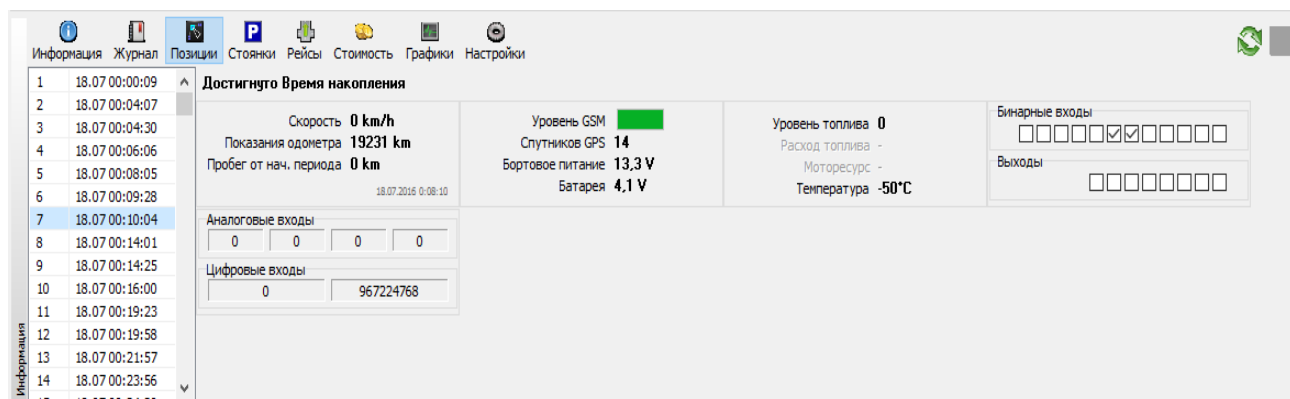 Информация Журнал Позиции Стоянки Рейсы Стоимость Графики Настройки
Информация
1 18.07 00:00:09
2 18.07 00:04:07
3 18.07 00:04:30
4 18.07 00:06:06
5 18.07 00:08:05
6 18.07 00:09:28
7 18.07 00:10:04
8 18.07 00:14:01
9 18.07 00:14:25
10 18.07 00:16:00
11 18.07 00:19:23
12 18.07 00:19:58
13 18.07 00:21:57
14 18.07 00:23:56
Достигнуто Время накопления
Скорость 0 km/h
Показания одометра 19231 km
Пробег от нач. периода 0 km
18.07.2016 0:08:10
Уровень GSM
Спутников GPS 14
Бортовое питание 13,3 V
Батарея 4,1 V
Уровень топлива 0
Расход топлива -
Моторесурс -
Температура -50°C
Бинарные входы
Выходы
Аналоговые входы
0 0 0 0
Цифровые входы
0 967224768